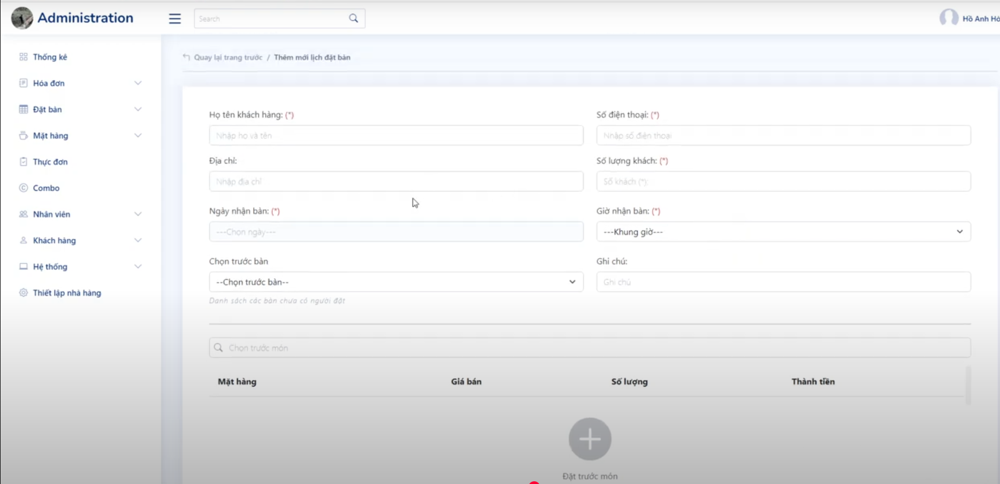 Administration
Search
Hồ Anh Hò
Thống kê
Hóa đơn
Đặt bàn
Mặt hàng
Thực đơn
Combo
Nhân viên
Khách hàng
Hệ thống
Thiết lập nhà hàng
Quay lại trang trước / Thêm mới lịch đặt bàn
Họ tên khách hàng: (*)
Số điện thoại: (*)
Nhập họ và tên
Nhập số điện thoại
Địa chỉ:
Số lượng khách: (*)
Nhập địa chỉ
Số khách (*):
Ngày nhận bàn: (*)
Giờ nhận bàn: (*)
---Chọn ngày---
---Khung giờ---
Chọn trước bàn
Ghi chú:
--Chọn trước bàn--
Ghi chú
Danh sách các bàn chưa có người đặt
Chọn trước món
Mặt hàng Giá bán Số lượng Thành tiền
Đặt trước món